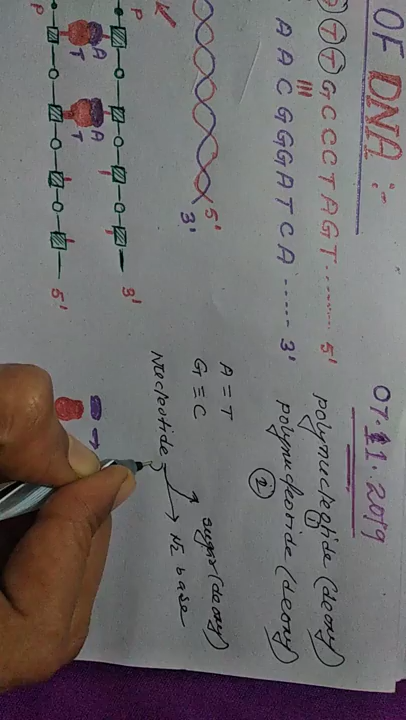 OF DNA :-
07.11.2019
T T G C C C T A G T ........ 5'
polynucleotide (deoxy)
1
A A C G G G A T C A ..... 3'
polynucleotide (deoxy)
2
5'
3'
A = T
G ≡ C
sugar (deoxy)
Nucleotide
N2 base
P
3'
A A
T T
P
5'